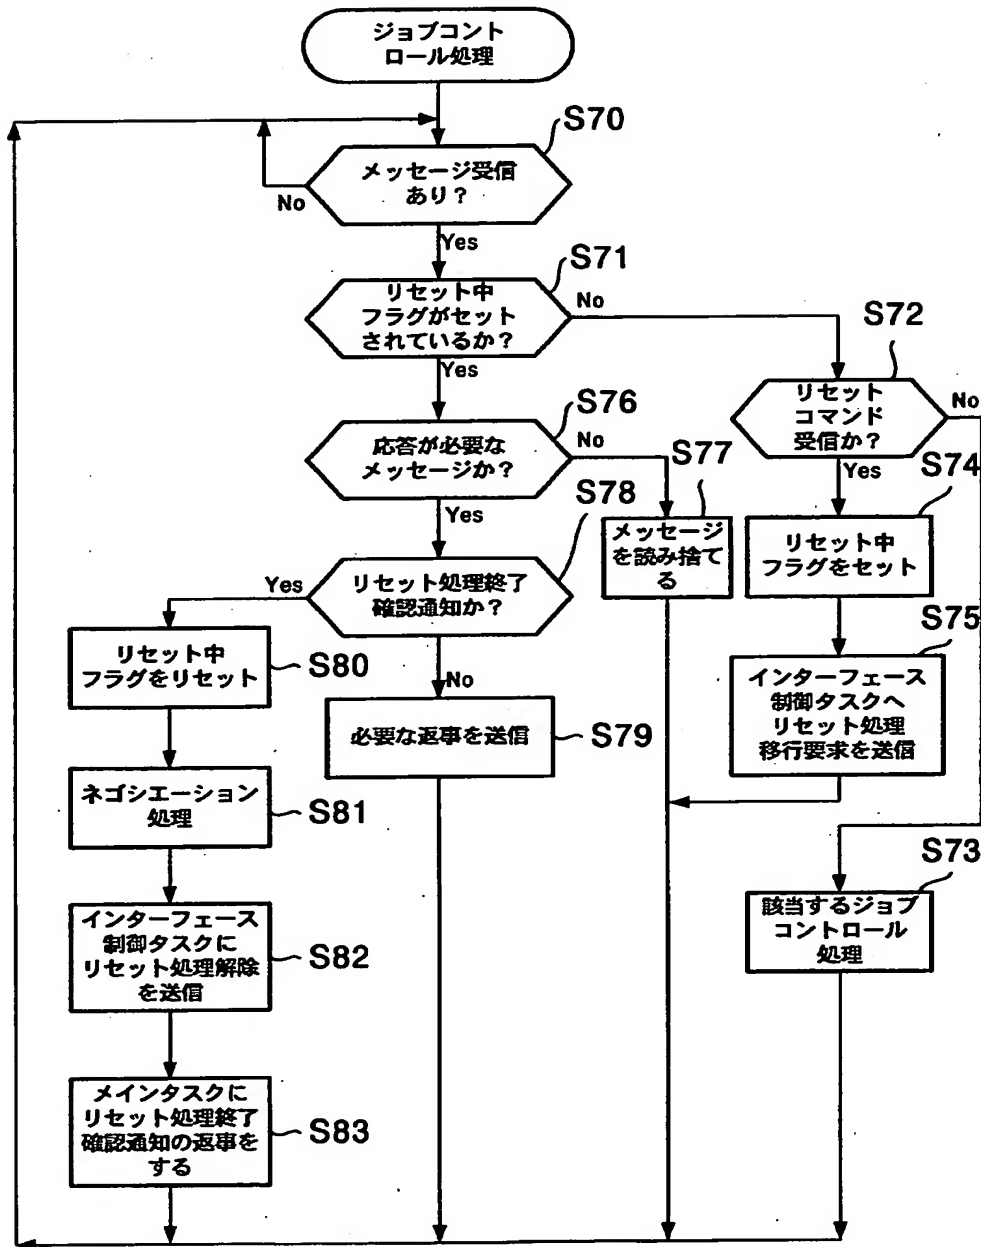 ジョブコント
ロール処理
S70
メッセージ受信
あり？
No
Yes
S71
リセット中
フラグがセット
されているか？
No
Yes
S72
リセット
コマンド
受信か？
No
Yes
S76
応答が必要な
メッセージか？
No
Yes
S77
メッセージ
を読み捨て
る
S74
リセット中
フラグをセット
S78
リセット処理終了
確認通知か？
Yes
No
S75
インターフェース
制御タスクへ
リセット処理
移行要求を送信
S80
リセット中
フラグをリセット
S79
必要な返事を送信
S81
ネゴシエーション
処理
S73
該当するジョブ
コントロール
処理
S82
インターフェース
制御タスクに
リセット処理解除
を送信
S83
メインタスクに
リセット処理終了
確認通知の返事を
する